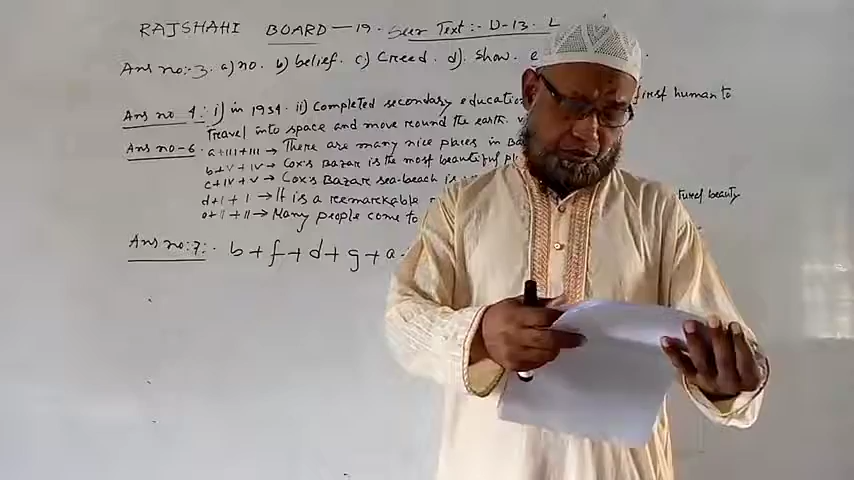 RAJSHAHI BOARD - 19. Seen Text :- U-13. L
Ans no:-3. a) no. b) belief. c) Creed. d). Show. e
Ans no 4:- i) in 1934. ii) Completed secondary education first human to
Travel into space and move round the earth. v
Ans no-6 a+III+III → There are many nice places in Ba
b+V+IV → Cox's Bazar is the most beautiful pl
c+IV+V → Cox's Bazar sea-beach is
d+I+I → It is a reemarkable beauty
a+II+II → Many people come to
Ans no:7:- b+f+d+g+a-